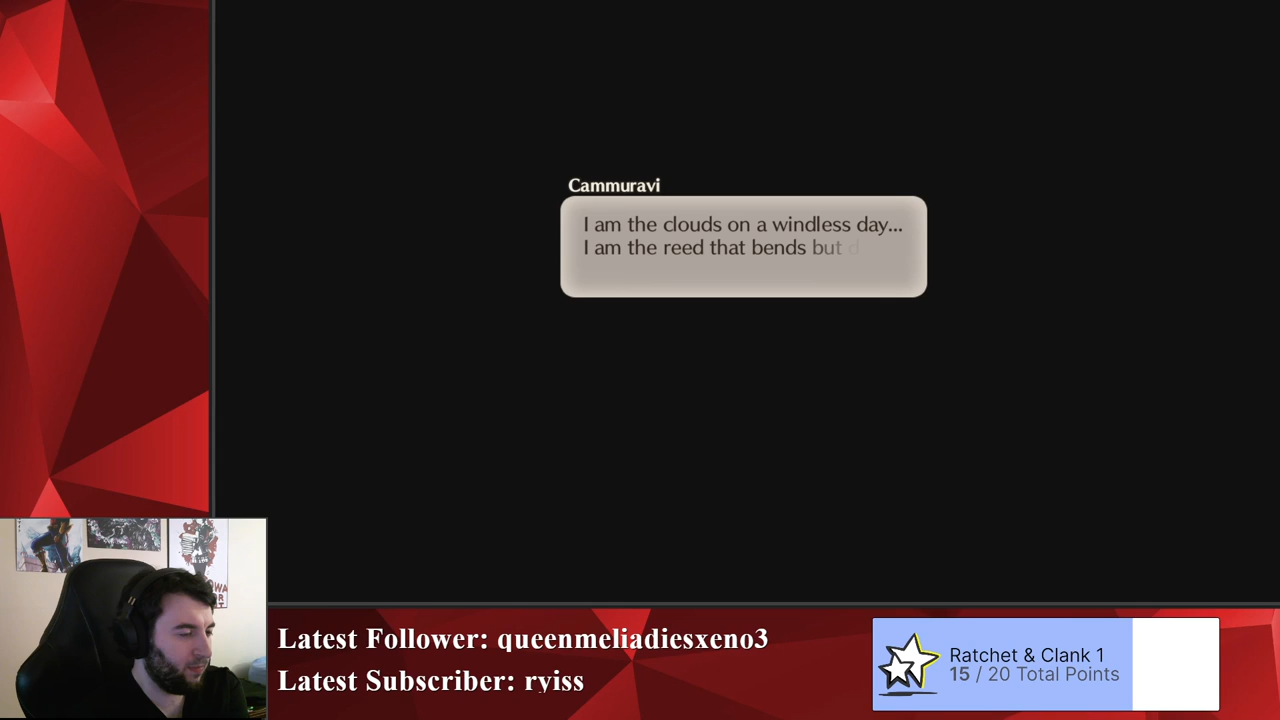 Cammuravi
I am the clouds on a windless day...
I am the reed that bends but d
Latest Follower: queenmeliadiesxeno3
Latest Subscriber: ryiss
Ratchet & Clank 1
15 / 20 Total Points